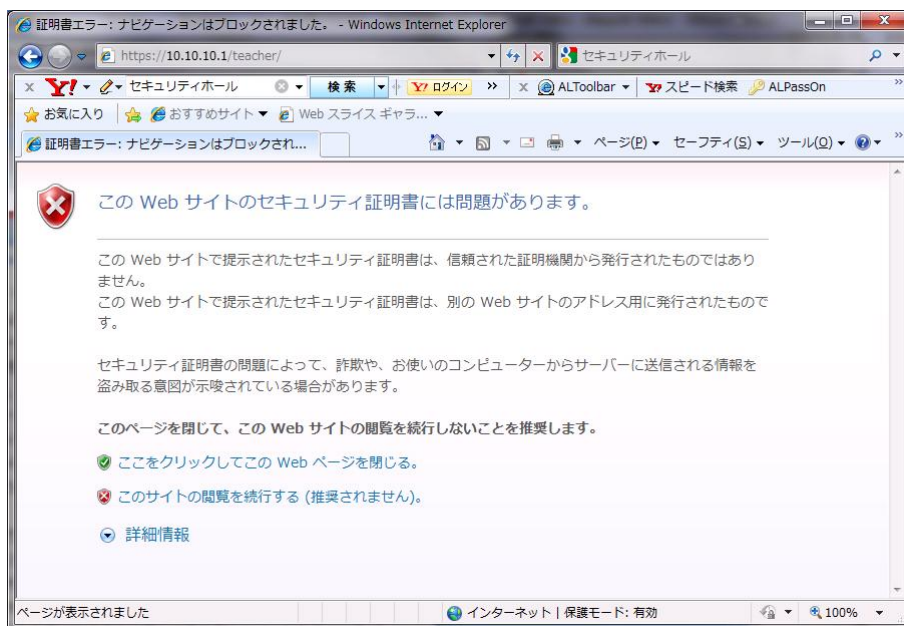 証明書エラー: ナビゲーションはブロックされました。 - Windows Internet Explorer
https://10.10.10.1/teacher/
セキュリティホール
x Y! セキュリティホール 検索 Y! ログイン » x ALToolbar スピード検索 ALPassOn »
お気に入り おすすめサイト Web スライス ギャラ...
証明書エラー: ナビゲーションはブロックされ... ページ(P) セーフティ(S) ツール(O) »
この Web サイトのセキュリティ証明書には問題があります。
この Web サイトで提示されたセキュリティ証明書は、信頼された証明機関から発行されたものではあり
ません。
この Web サイトで提示されたセキュリティ証明書は、別の Web サイトのアドレス用に発行されたもので
す。
セキュリティ証明書の問題によって、詐欺や、お使いのコンピューターからサーバーに送信される情報を
盗み取る意図が示唆されている場合があります。
このページを閉じて、この Web サイトの閲覧を続行しないことを推奨します。
ここをクリックしてこの Web ページを閉じる。
このサイトの閲覧を続行する (推奨されません)。
詳細情報
ページが表示されました インターネット | 保護モード: 有効 100%